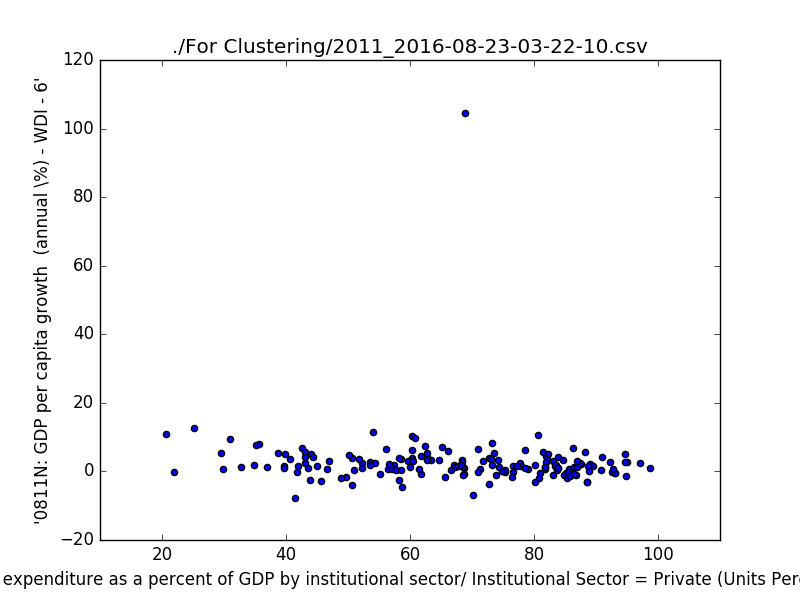 ./For Clustering/2011_2016-08-23-03-22-10.csv
120
100
80
60
40
20
0
−20
'0811N: GDP per capita growth  (annual \%) - WDI - 6'
20 40 60 80 100
expenditure as a percent of GDP by institutional sector/ Institutional Sector = Private (Units